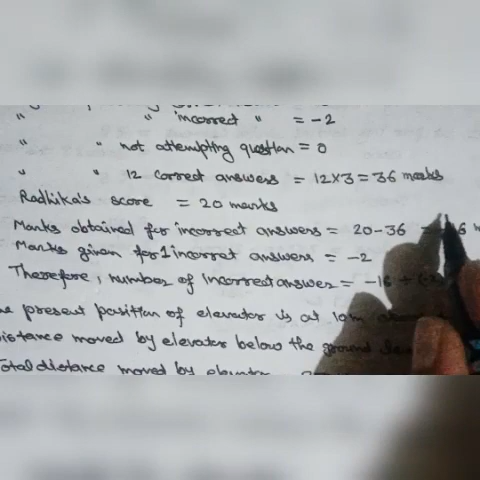 " " incorrect " = -2
" " not attempting question = 0
" " 12 correct answers = 12×3 = 36 marks
Radhika's score = 20 marks
Marks obtained for incorrect answers = 20-36 =
Marks given for 1 incorrect answers = -2
Therefore, number of incorrect answer = -16 ÷
present position of elevator is at 10m
distance moved by elevator below the ground
Total distance moved by